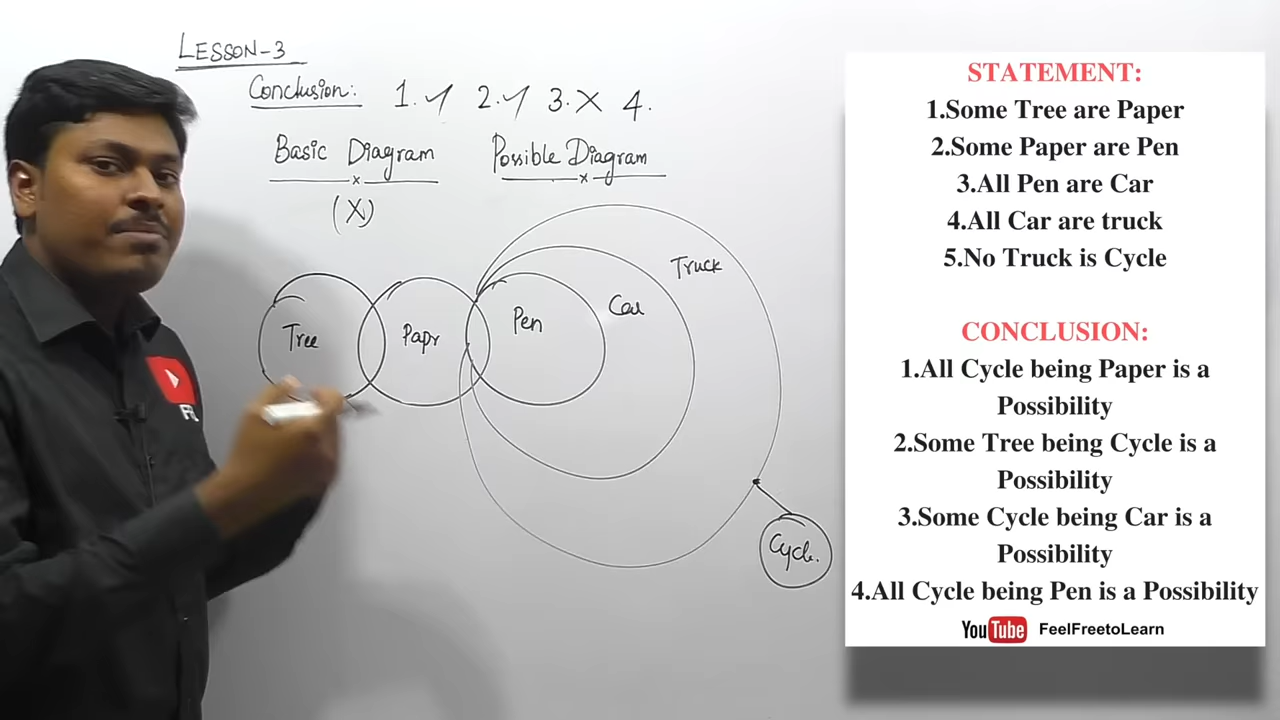 LESSON-3
Conclusion: 1.✓ 2.✓ 3.X 4.
Basic Diagram
Possible Diagram
(X)
Tree
Papr
Pen
Car
Truck
Cycle.
STATEMENT:
1.Some Tree are Paper
2.Some Paper are Pen
3.All Pen are Car
4.All Car are truck
5.No Truck is Cycle
CONCLUSION:
1.All Cycle being Paper is a
Possibility
2.Some Tree being Cycle is a
Possibility
3.Some Cycle being Car is a
Possibility
4.All Cycle being Pen is a Possibility
YouTube FeelFreetoLearn